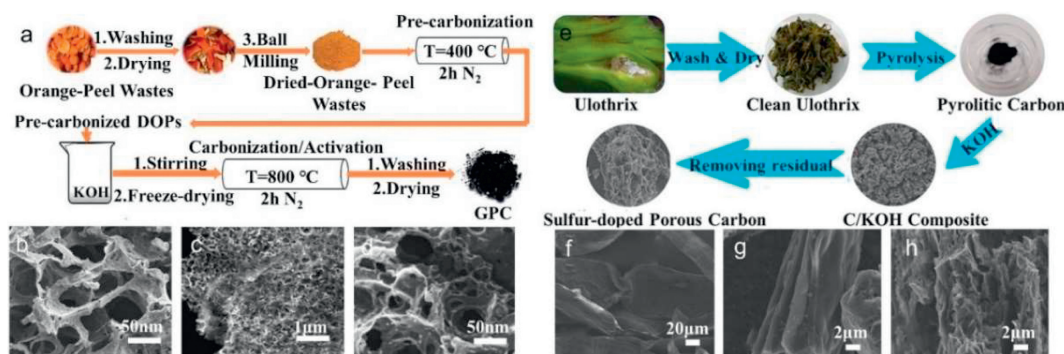 a
1.Washing
2.Drying
Orange-Peel Wastes
3.Ball
Milling
Dried-Orange- Peel
Wastes
Pre-carbonization
T=400 °C
2h N₂
Pre-carbonized DOPs
KOH
1.Stirring
2.Freeze-drying
Carbonization/Activation
T=800 °C
2h N₂
1.Washing
2.Drying
GPC
b
50nm
c
1μm
d
50nm
e
Ulothrix
Wash & Dry
Clean Ulothrix
Pyrolysis
Pyrolitic Carbon
KOH
C/KOH Composite
Removing residual
Sulfur-doped Porous Carbon
f
20μm
g
2μm
h
2μm